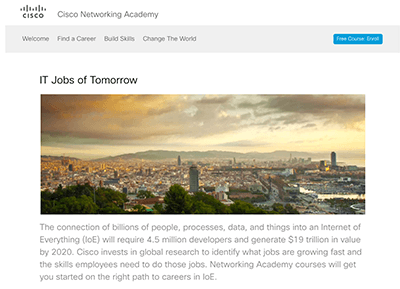 CISCO Cisco Networking Academy
Welcome Find a Career Build Skills Change The World Free Course Enroll
IT Jobs of Tomorrow
The connection of billions of people, processes, data, and things into an Internet of
Everything (IoE) will require 4.5 million developers and generate $19 trillion in value
by 2020. Cisco invests in global research to identify what jobs are growing fast and
the skills employees need to do those jobs. Networking Academy courses will get
you started on the right path to careers in IoE.